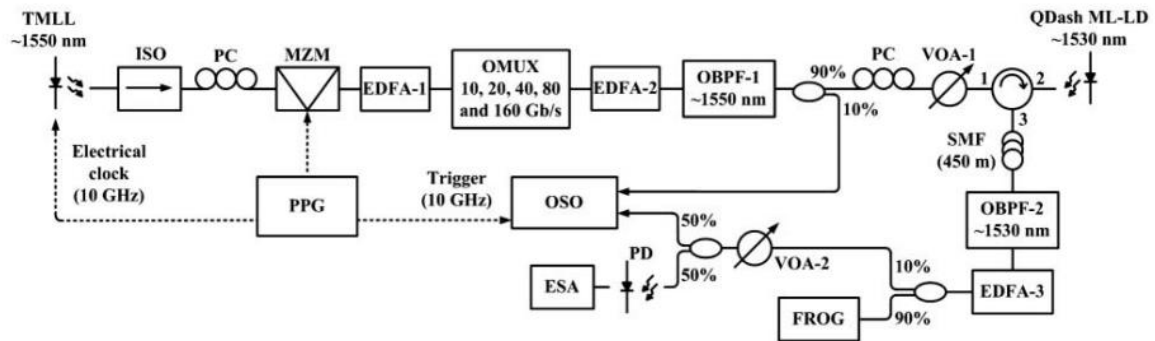 TMLL
~1550 nm
ISO
PC
MZM
EDFA-1
OMUX
10, 20, 40, 80
and 160 Gb/s
EDFA-2
OBPF-1
~1550 nm
90%
10%
PC
VOA-1
1
2
3
QDash ML-LD
~1530 nm
SMF
(450 m)
OBPF-2
~1530 nm
EDFA-3
Electrical
clock
(10 GHz)
PPG
Trigger
(10 GHz)
OSO
50%
50%
VOA-2
PD
ESA
10%
90%
FROG